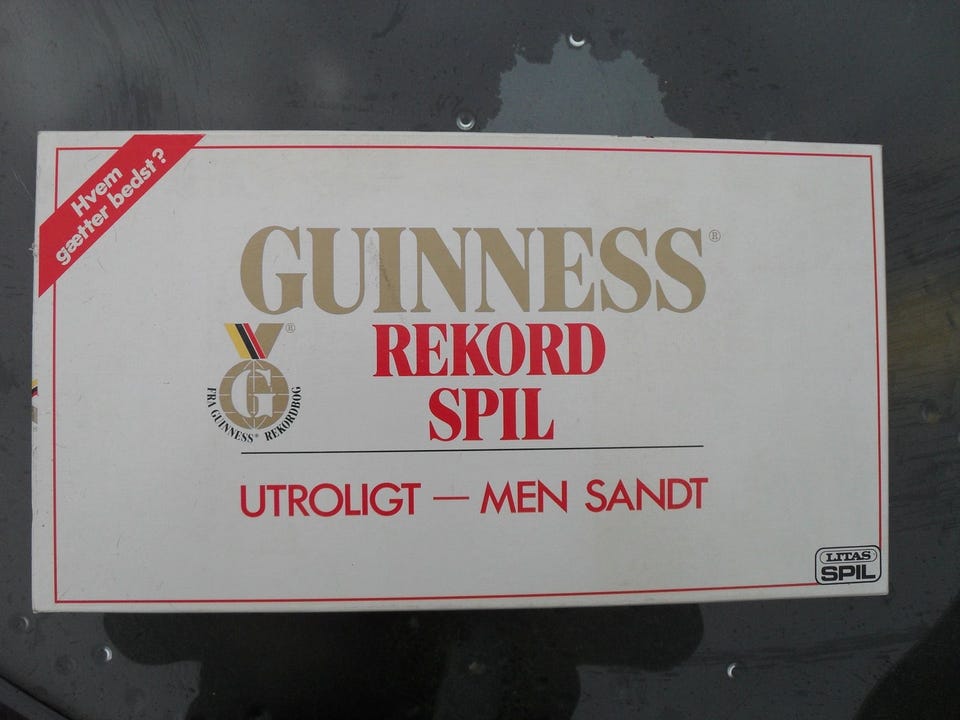 Hvem
gætter bedst?
GUINNESS®
REKORD
SPIL
®
G
FRA GUINNESS® REKORDBOG
UTROLIGT — MEN SANDT
LITAS
SPIL